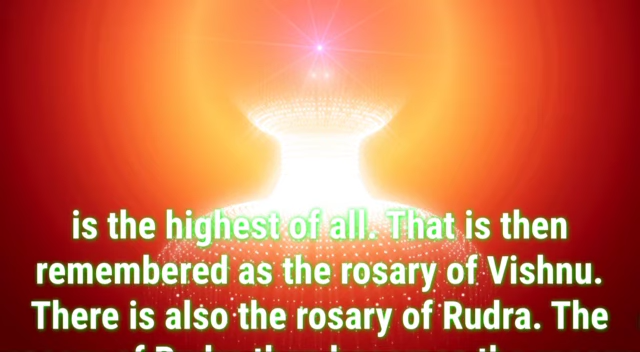 is the highest of all. That is then
remembered as the rosary of Vishnu.
There is also the rosary of Rudra. The